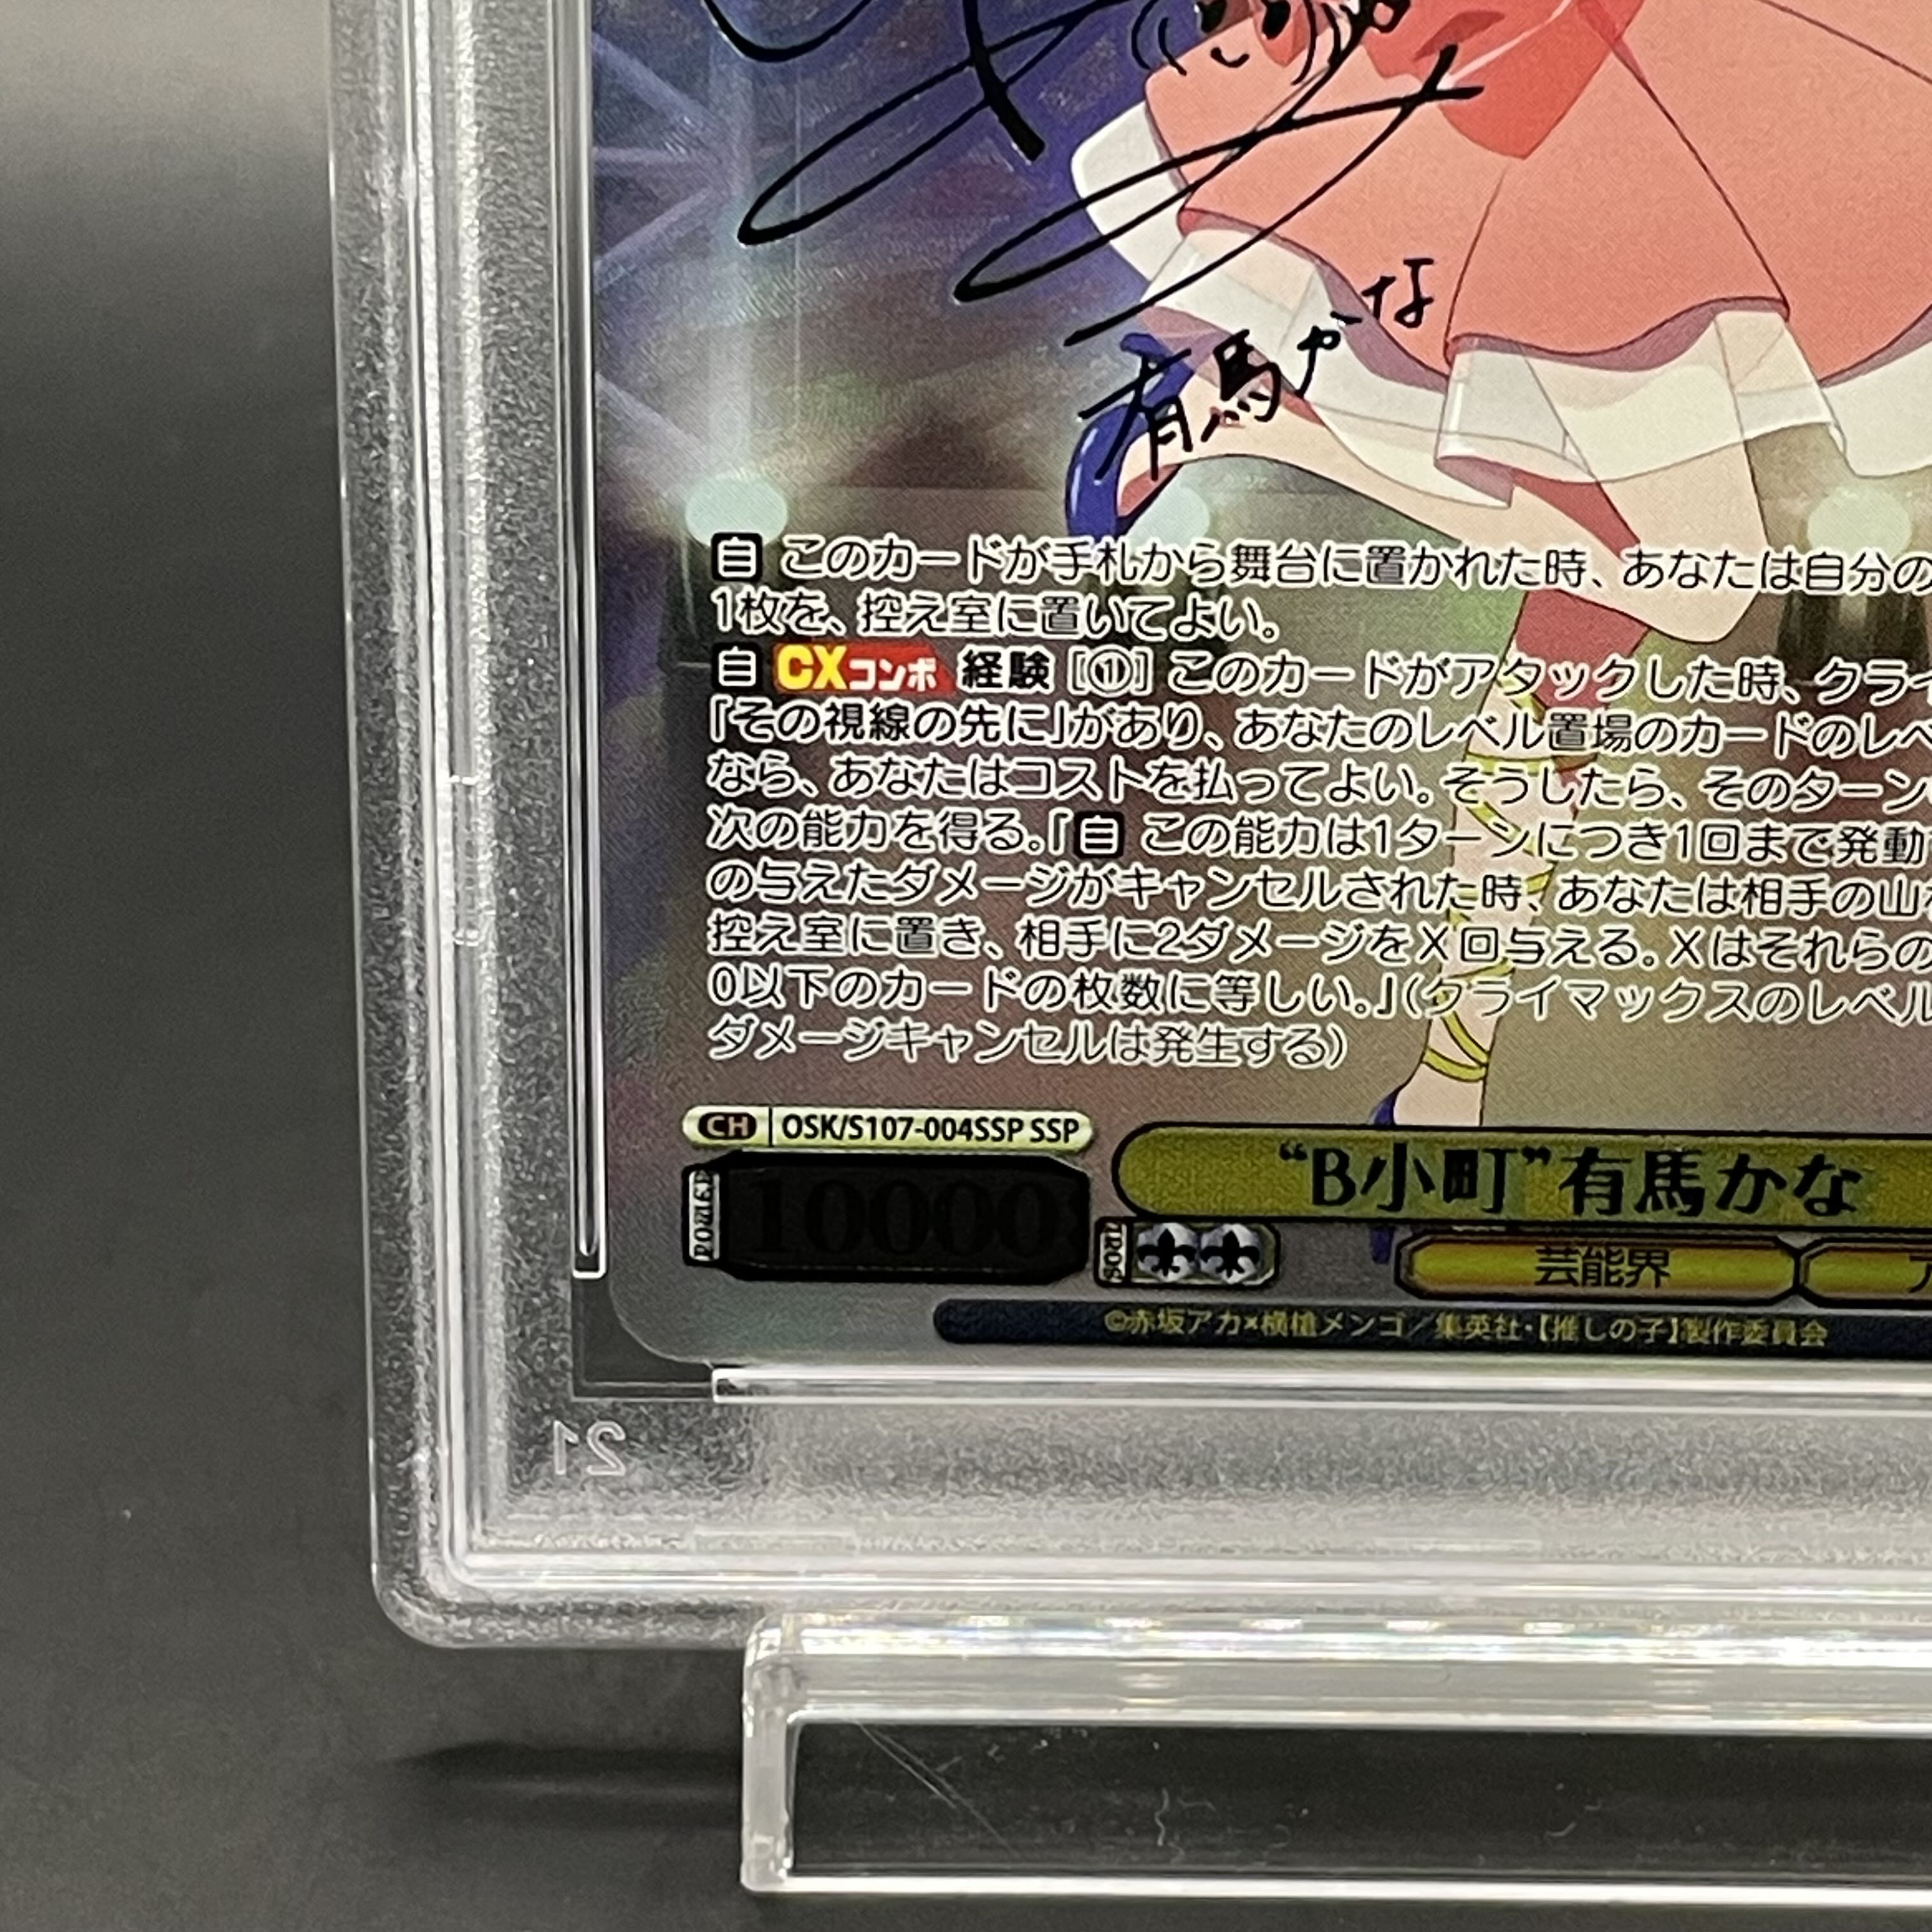 有馬かな
自 このカードが手札から舞台に置かれた時、あなたは自分の
1枚を、控え室に置いてよい。
自 CXコンボ 経験 [①] このカードがアタックした時、クライ
「その視線の先に」があり、あなたのレベル置場のカードのレベ
なら、あなたはコストを払ってよい。そうしたら、そのターン
次の能力を得る。『自 この能力は1ターンにつき1回まで発動
の与えたダメージがキャンセルされた時、あなたは相手の山
控え室に置き、相手に2ダメージをX回与える。Xはそれらの
0以下のカードの枚数に等しい。』（クライマックスのレベル
ダメージキャンセルは発生する）
CH OSK/S107-004SSP SSP
POWER 10000
“B小町”有馬かな
SOUL
芸能界
ア
©赤坂アカ×横槍メンゴ／集英社・【推しの子】製作委員会
21